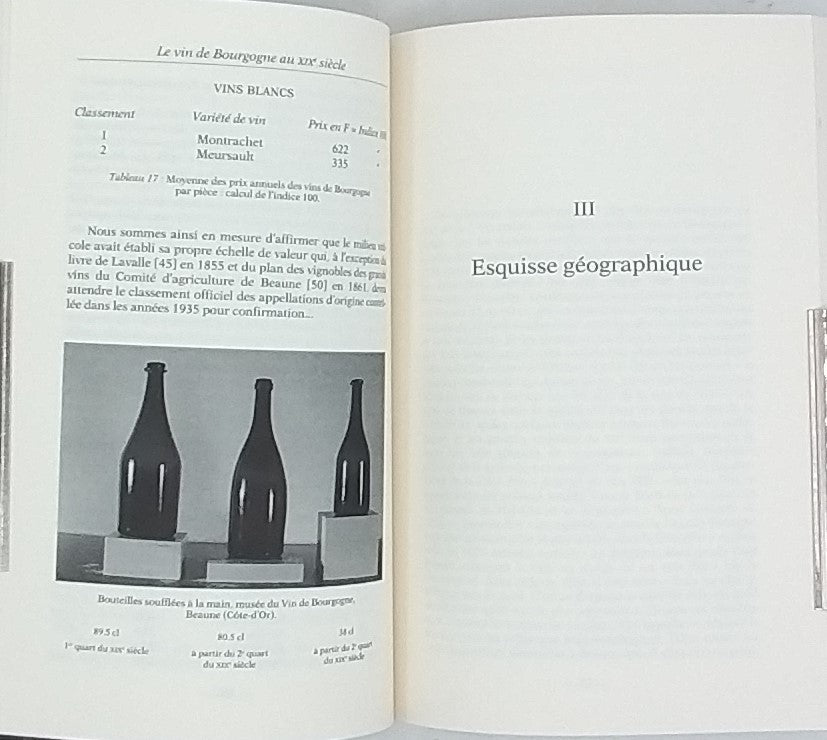 Le vin de Bourgogne au XIXᵉ siècle
VINS BLANCS
Classement Variété de vin Prix en F = Indice 100
1 Montrachet 622
2 Meursault 335
Tableau 17 : Moyenne des prix annuels des vins de Bourgogne
par pièce : calcul de l'indice 100.
Nous sommes ainsi en mesure d'affirmer que le milieu
cole avait établi sa propre échelle de valeur qui, à l'exception
livre de Lavalle [45] en 1855 et du plan des vignobles des grands
vins du Comité d'agriculture de Beaune [50] en 1861,
attendre le classement officiel des appellations d'origine
lée dans les années 1935 pour confirmation...
Bouteilles soufflées à la main, musée du Vin de Bourgogne,
Beaune (Côte-d'Or).
89.5 cl
1ᵉʳ quart du XIXᵉ siècle
80.5 cl
à partir du 2ᵉ quart
du XIXᵉ siècle
38 cl
à partir du 2ᵉ quart
du XIXᵉ siècle
III
Esquisse géographique